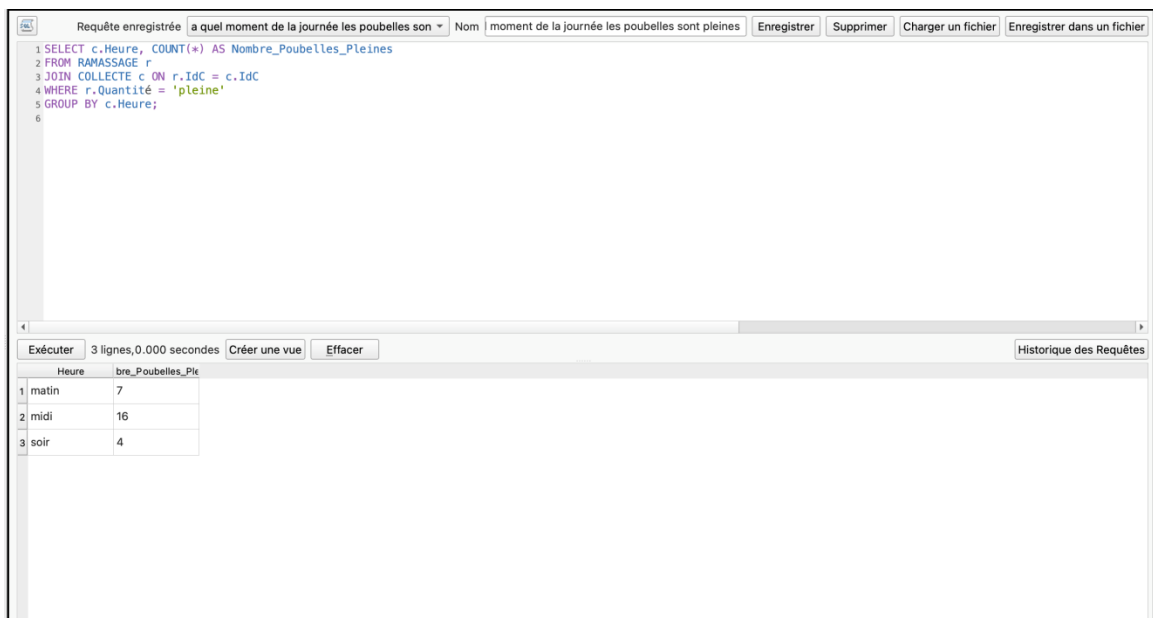 Requête enregistrée a quel moment de la journée les poubelles son Nom moment de la journée les poubelles sont pleines Enregistrer Supprimer Charger un fichier Enregistrer dans un fichier
1 SELECT c.Heure, COUNT(*) AS Nombre_Poubelles_Pleines
2 FROM RAMASSAGE r
3 JOIN COLLECTE c ON r.IdC = c.IdC
4 WHERE r.Quantité = 'pleine'
5 GROUP BY c.Heure;
6
Exécuter 3 lignes,0.000 secondes Créer une vue Effacer Historique des Requêtes
Heure bre_Poubelles_Ple
1 matin 7
2 midi 16
3 soir 4